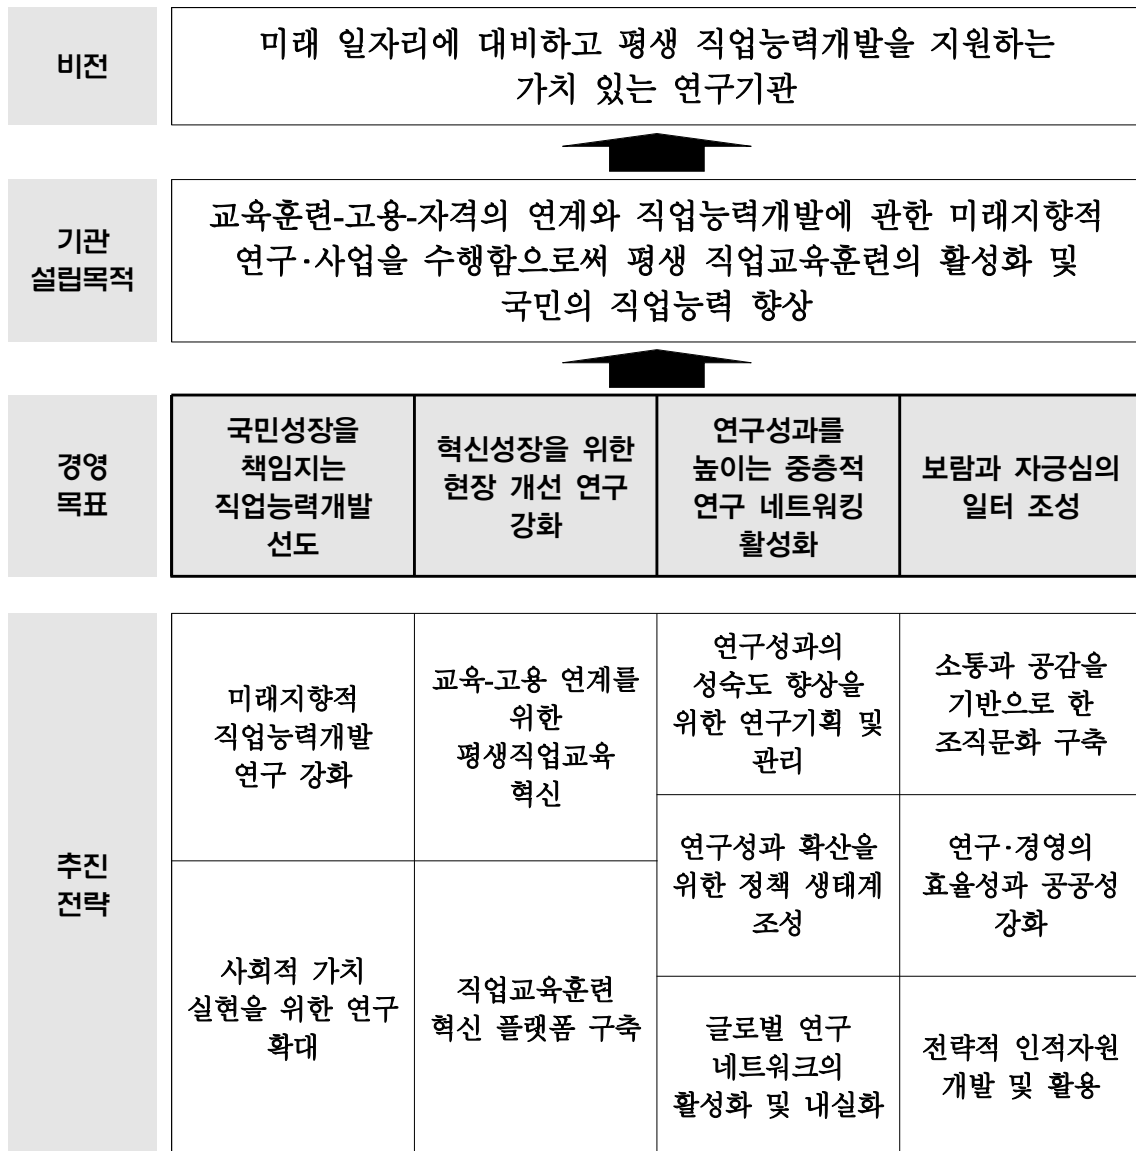 비전
미래 일자리에 대비하고 평생 직업능력개발을 지원하는
가치 있는 연구기관
기관
설립목적
교육훈련-고용-자격의 연계와 직업능력개발에 관한 미래지향적
연구·사업을 수행함으로써 평생 직업교육훈련의 활성화 및
국민의 직업능력 향상
경영
목표
국민성장을
책임지는
직업능력개발
선도
혁신성장을 위한
현장 개선 연구
강화
연구성과를
높이는 중층적
연구 네트워킹
활성화
보람과 자긍심의
일터 조성
추진
전략
미래지향적
직업능력개발
연구 강화
사회적 가치
실현을 위한 연구
확대
교육-고용 연계를
위한
평생직업교육
혁신
직업교육훈련
혁신 플랫폼 구축
연구성과의
성숙도 향상을
위한 연구기획 및
관리
연구성과 확산을
위한 정책 생태계
조성
글로벌 연구
네트워크의
활성화 및 내실화
소통과 공감을
기반으로 한
조직문화 구축
연구·경영의
효율성과 공공성
강화
전략적 인적자원
개발 및 활용